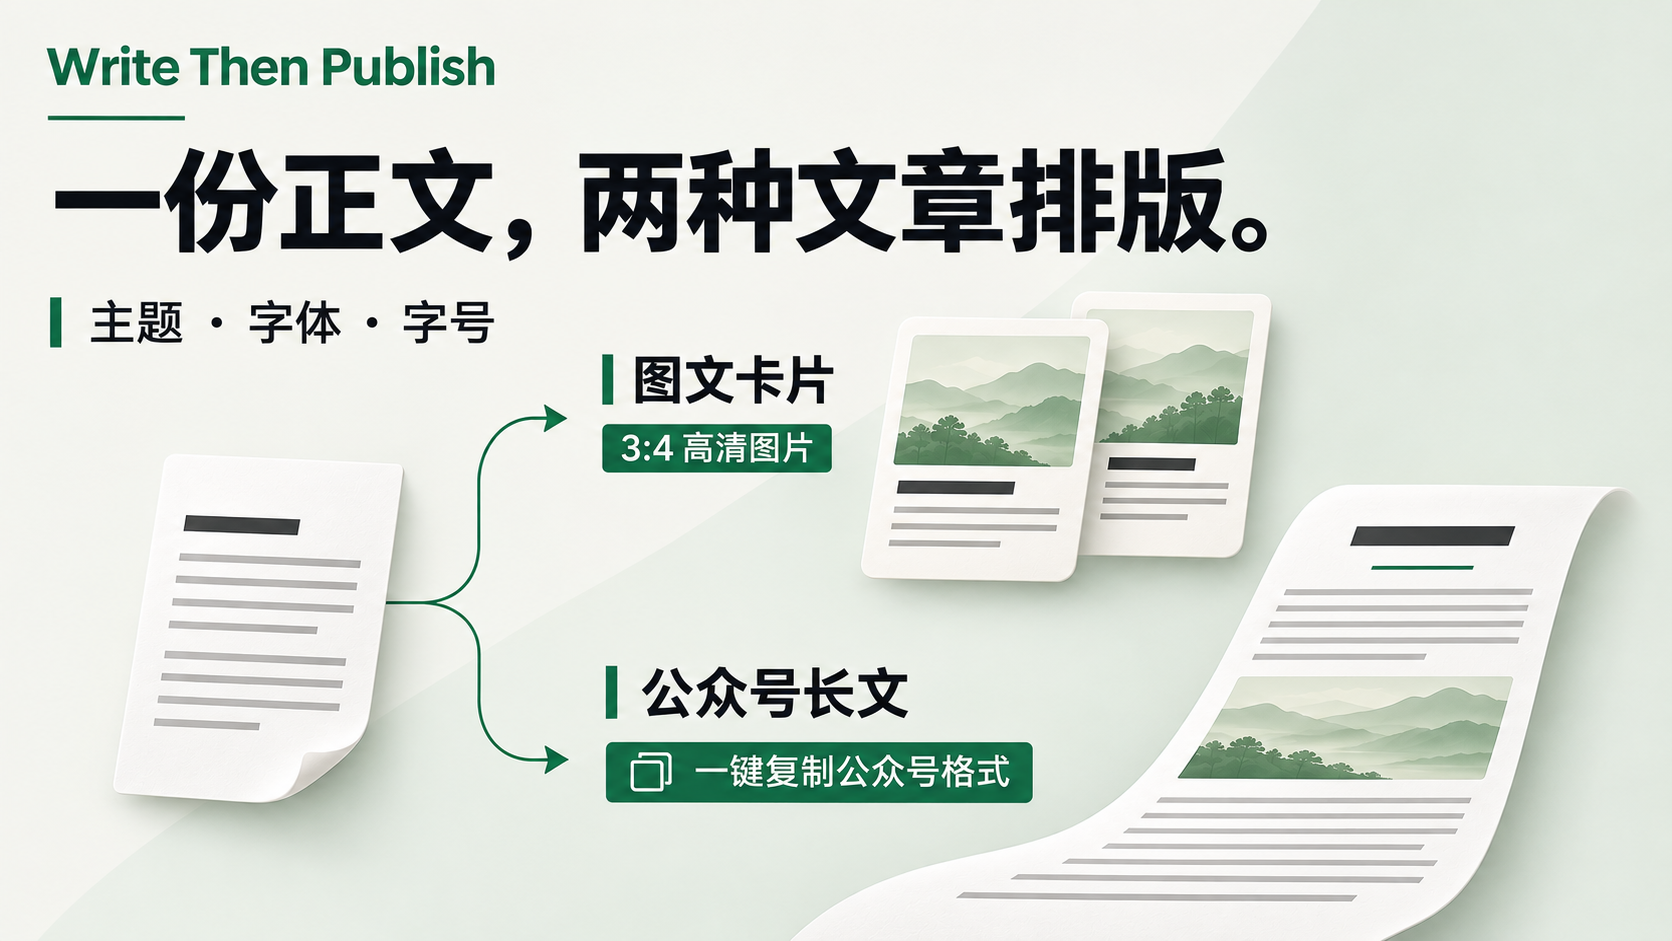 Write Then Publish
一份正文，两种文章排版。
主题 · 字体 · 字号
图文卡片
3:4 高清图片
公众号长文
一键复制公众号格式